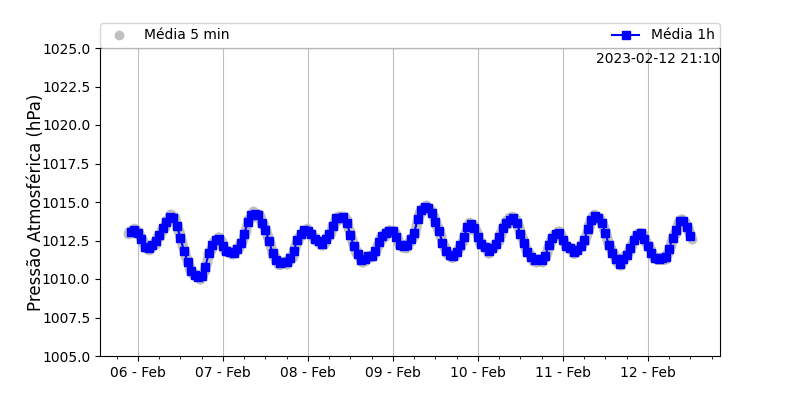 Média 5 min
Média 1h
2023-02-12 21:10
Pressão Atmosférica (hPa)
1025.0
1022.5
1020.0
1017.5
1015.0
1012.5
1010.0
1007.5
1005.0
06 - Feb
07 - Feb
08 - Feb
09 - Feb
10 - Feb
11 - Feb
12 - Feb